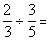 2/3 ÷ 3/5 =